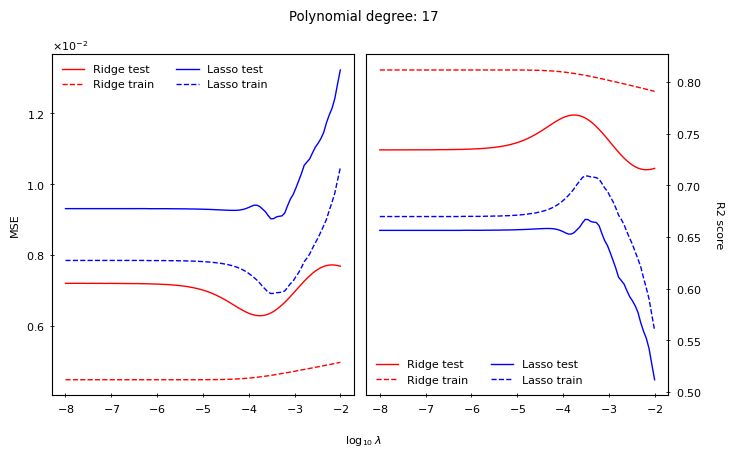 Polynomial degree: 17
×10⁻²
Ridge test
Ridge train
Lasso test
Lasso train
1.2
1.0
0.8
0.6
MSE
−8 −7 −6 −5 −4 −3 −2
Ridge test
Ridge train
Lasso test
Lasso train
0.80
0.75
0.70
0.65
0.60
0.55
0.50
R2 score
−8 −7 −6 −5 −4 −3 −2
log₁₀ λ